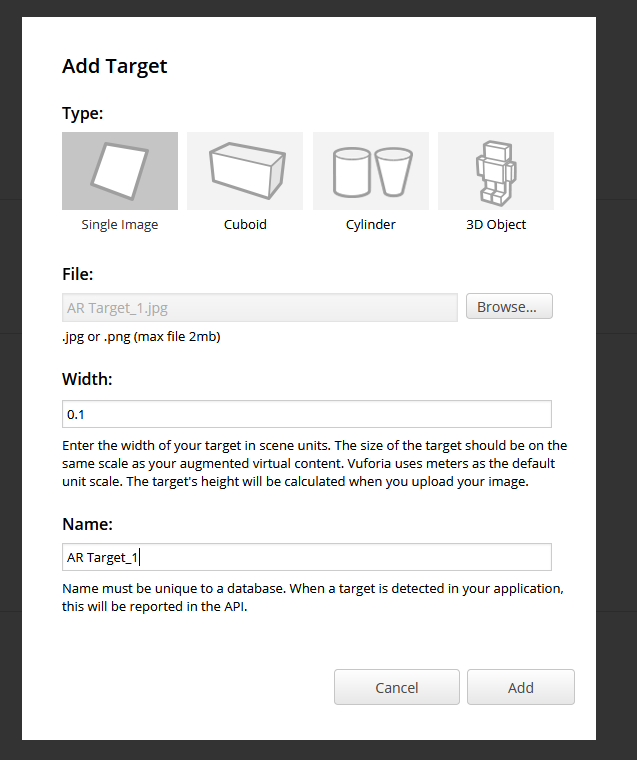 Add Target
Type:
Single Image
Cuboid
Cylinder
3D Object
File:
AR Target_1.jpg
Browse...
.jpg or .png (max file 2mb)
Width:
0.1
Enter the width of your target in scene units. The size of the target should be on the
same scale as your augmented virtual content. Vuforia uses meters as the default
unit scale. The target's height will be calculated when you upload your image.
Name:
AR Target_1
Name must be unique to a database. When a target is detected in your application,
this will be reported in the API.
Cancel
Add